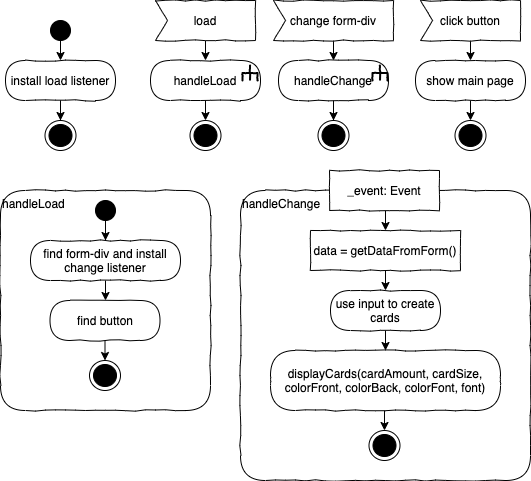 load
change form-div
click button
install load listener
handleLoad
handleChange
show main page
handleLoad
find form-div and install
change listener
find button
_event: Event
handleChange
data = getDataFromForm()
use input to create
cards
displayCards(cardAmount, cardSize,
colorFront, colorBack, colorFont, font)